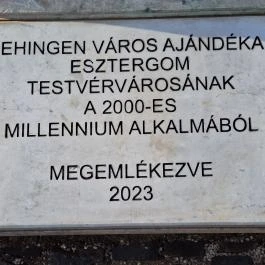 EHINGEN VÁROS AJÁNDÉKA
ESZTERGOM
TESTVÉRVÁROSÁNAK
A 2000-ES
MILLENNIUM ALKALMÁBÓL
MEGEMLÉKEZVE
2023